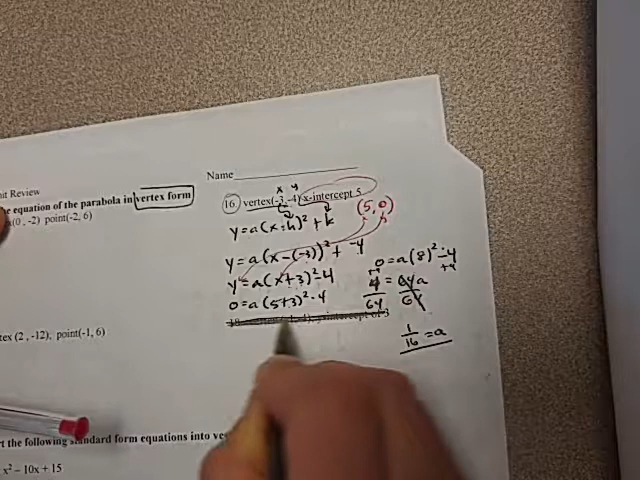 Name
nit Review
e equation of the parabola in vertex form
x(0, -2) point(-2, 6)
16) vertex(-3, -4) x-intercept 5
x y
(5, 0)
y = a(x-h)² + k
y = a(x-(-3))² + -4
y = a(x+3)² - 4
0 = a(5+3)² - 4
0 = a(8)² - 4
+4 +4
4 = 64a
64 64
1/16 = a
tex (2, -12); point(-1, 6)
t the following standard form equations into ve
x² – 10x + 15